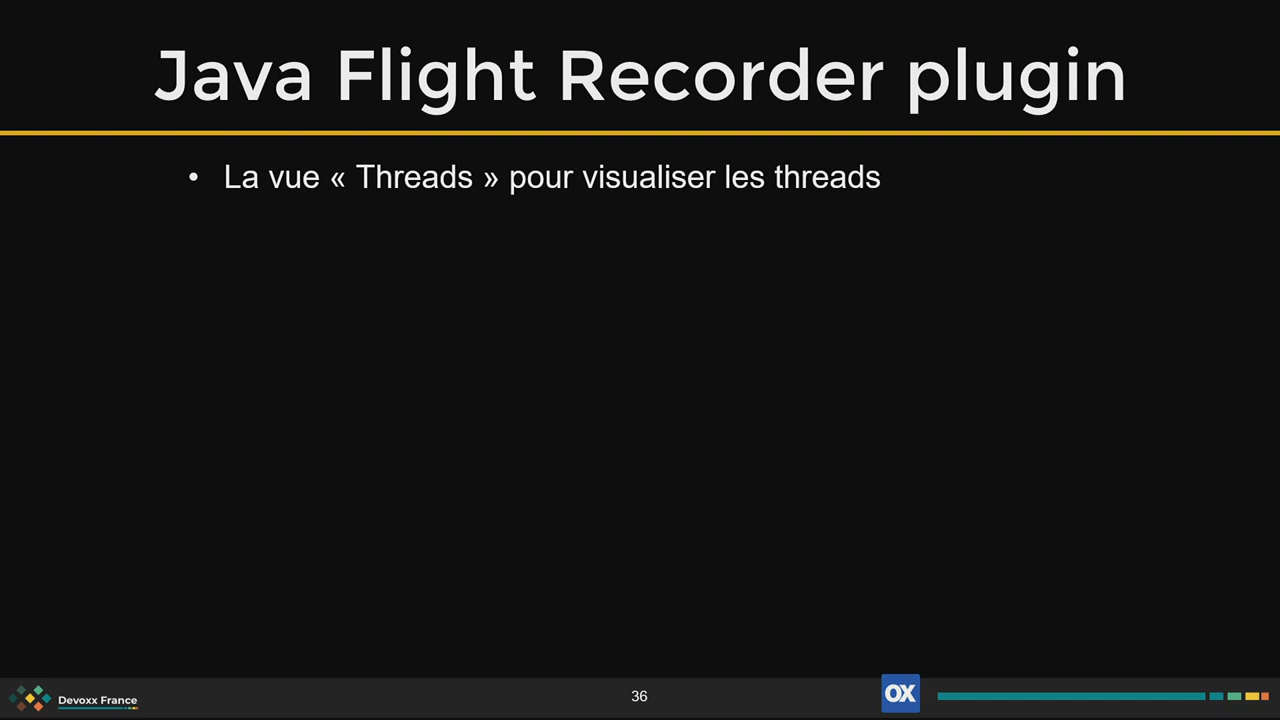 Java Flight Recorder plugin
• La vue « Threads » pour visualiser les threads
Devoxx France
36
OX